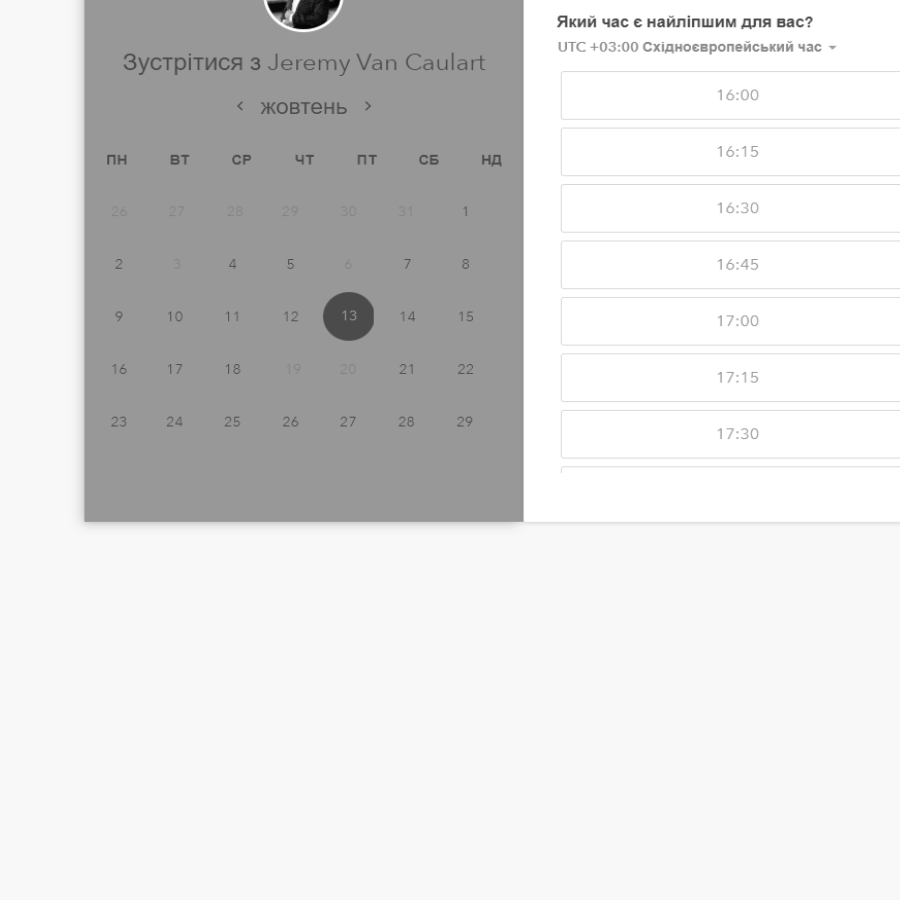 Зустрітися з Jeremy Van Caulart
жовтень
ПН ВТ СР ЧТ ПТ СБ НД
26 27 28 29 30 31 1
2 3 4 5 6 7 8
9 10 11 12 13 14 15
16 17 18 19 20 21 22
23 24 25 26 27 28 29
Який час є найліпшим для вас?
UTC +03:00 Східноєвропейський час
16:00
16:15
16:30
16:45
17:00
17:15
17:30